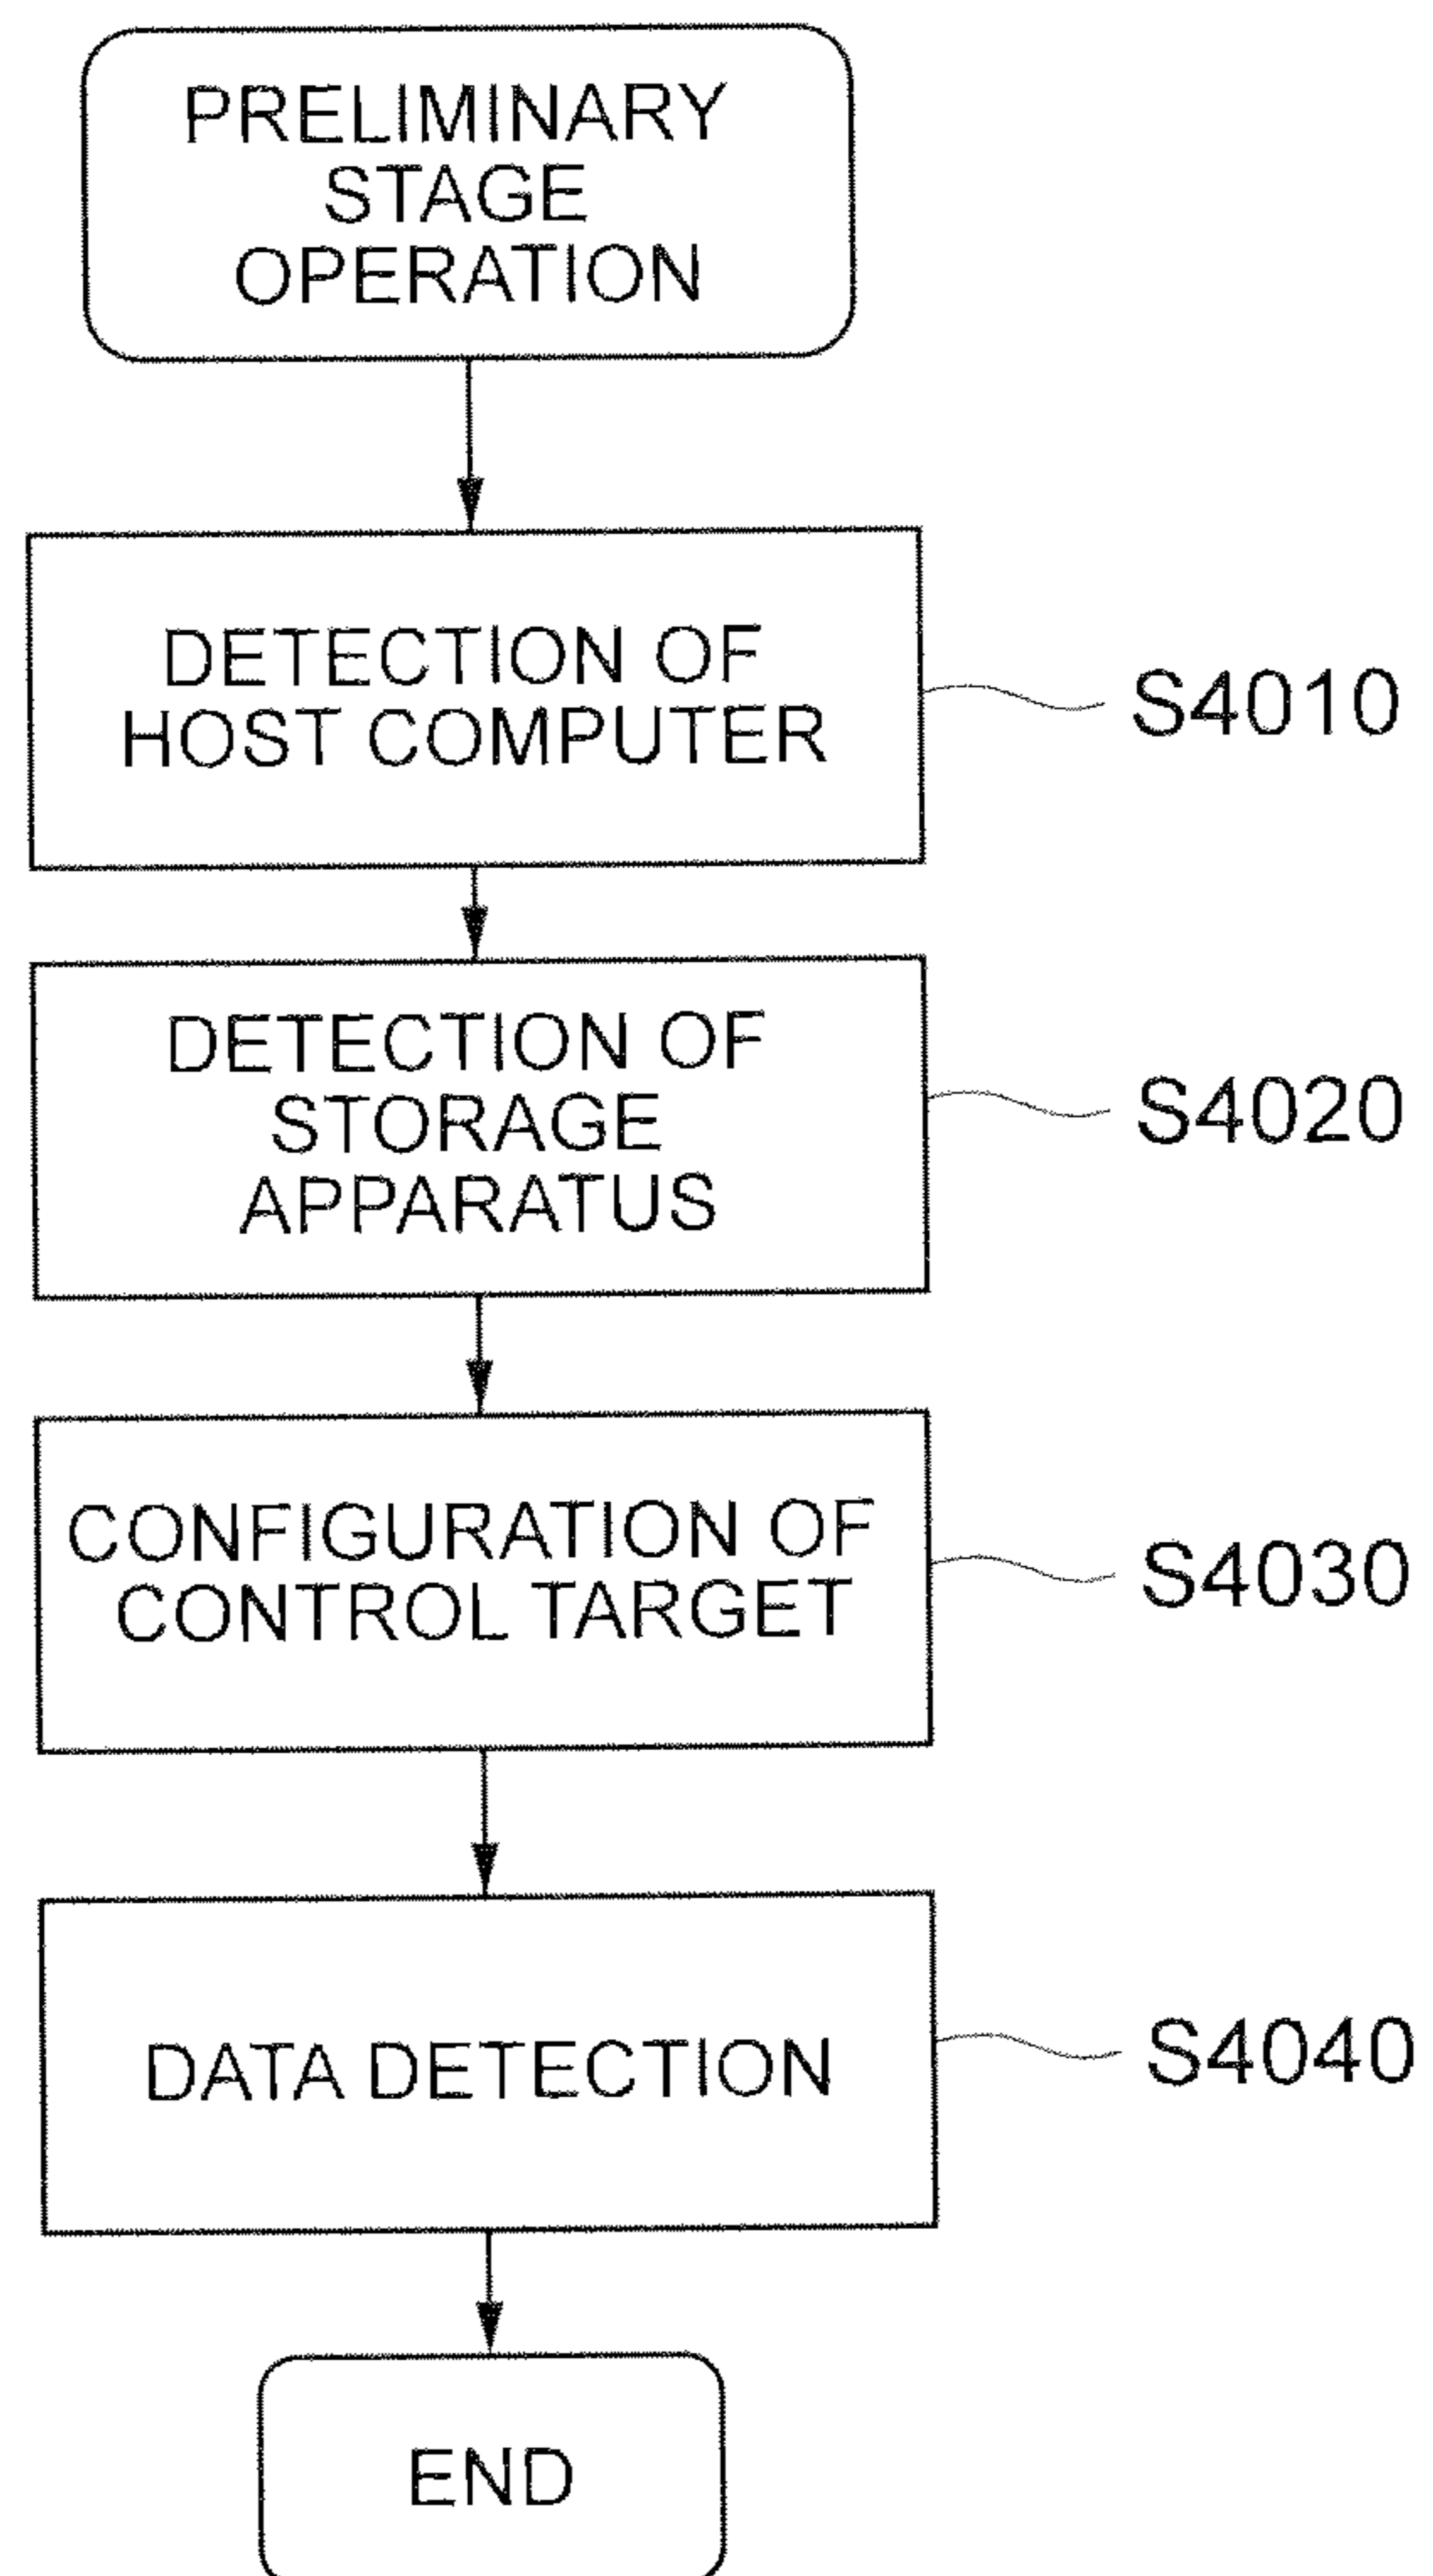 PRELIMINARY
STAGE
OPERATION
DETECTION OF
HOST COMPUTER
S4010
DETECTION OF
STORAGE
APPARATUS
S4020
CONFIGURATION OF
CONTROL TARGET
S4030
DATA DETECTION
S4040
END